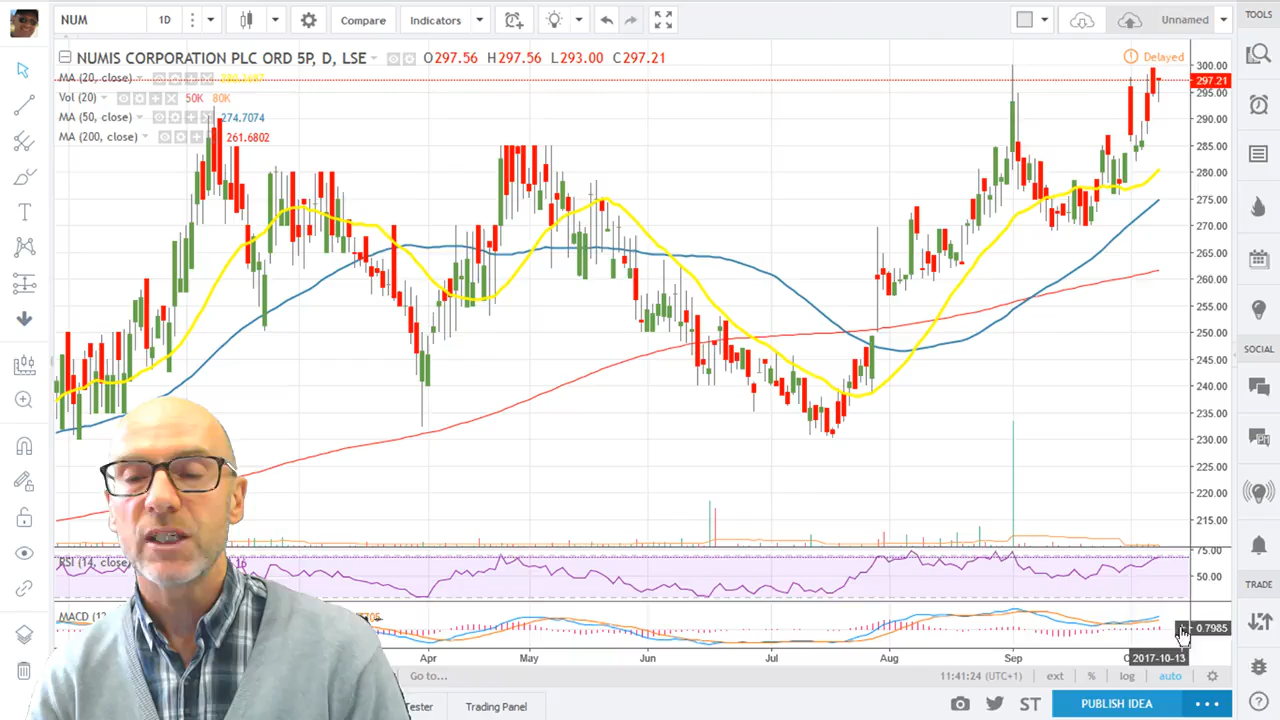 NUM 1D Compare Indicators Unnamed TOOLS
NUMIS CORPORATION PLC ORD 5P, D, LSE O297.56 H297.56 L293.00 C297.21 Delayed
MA (20, close)
Vol (20) 50K 80K
MA (50, close) 274.7074
MA (200, close) 261.6802
300.00
297.21
295.00
290.00
285.00
280.00
275.00
270.00
265.00
260.00
255.00
250.00
245.00
240.00
235.00
230.00
225.00
220.00
215.00
SOCIAL
RSI (14, close) 75.00
50.00
TRADE
MACD (12
0.7985
Apr May Jun Jul Aug Sep 2017-10-13
Go to... 11:41:24 (UTC+1) ext % log auto
Tester Trading Panel ST PUBLISH IDEA